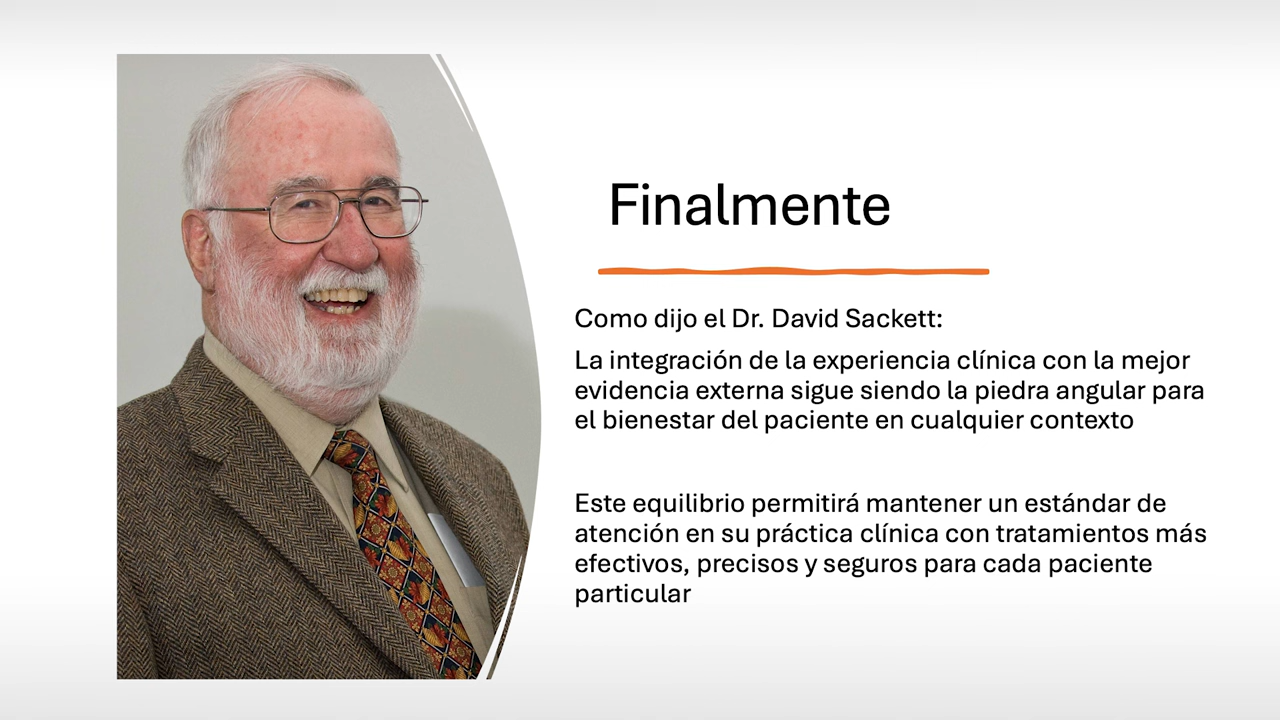 Finalmente
Como dijo el Dr. David Sackett:
La integración de la experiencia clínica con la mejor
evidencia externa sigue siendo la piedra angular para
el bienestar del paciente en cualquier contexto
Este equilibrio permitirá mantener un estándar de
atención en su práctica clínica con tratamientos más
efectivos, precisos y seguros para cada paciente
particular